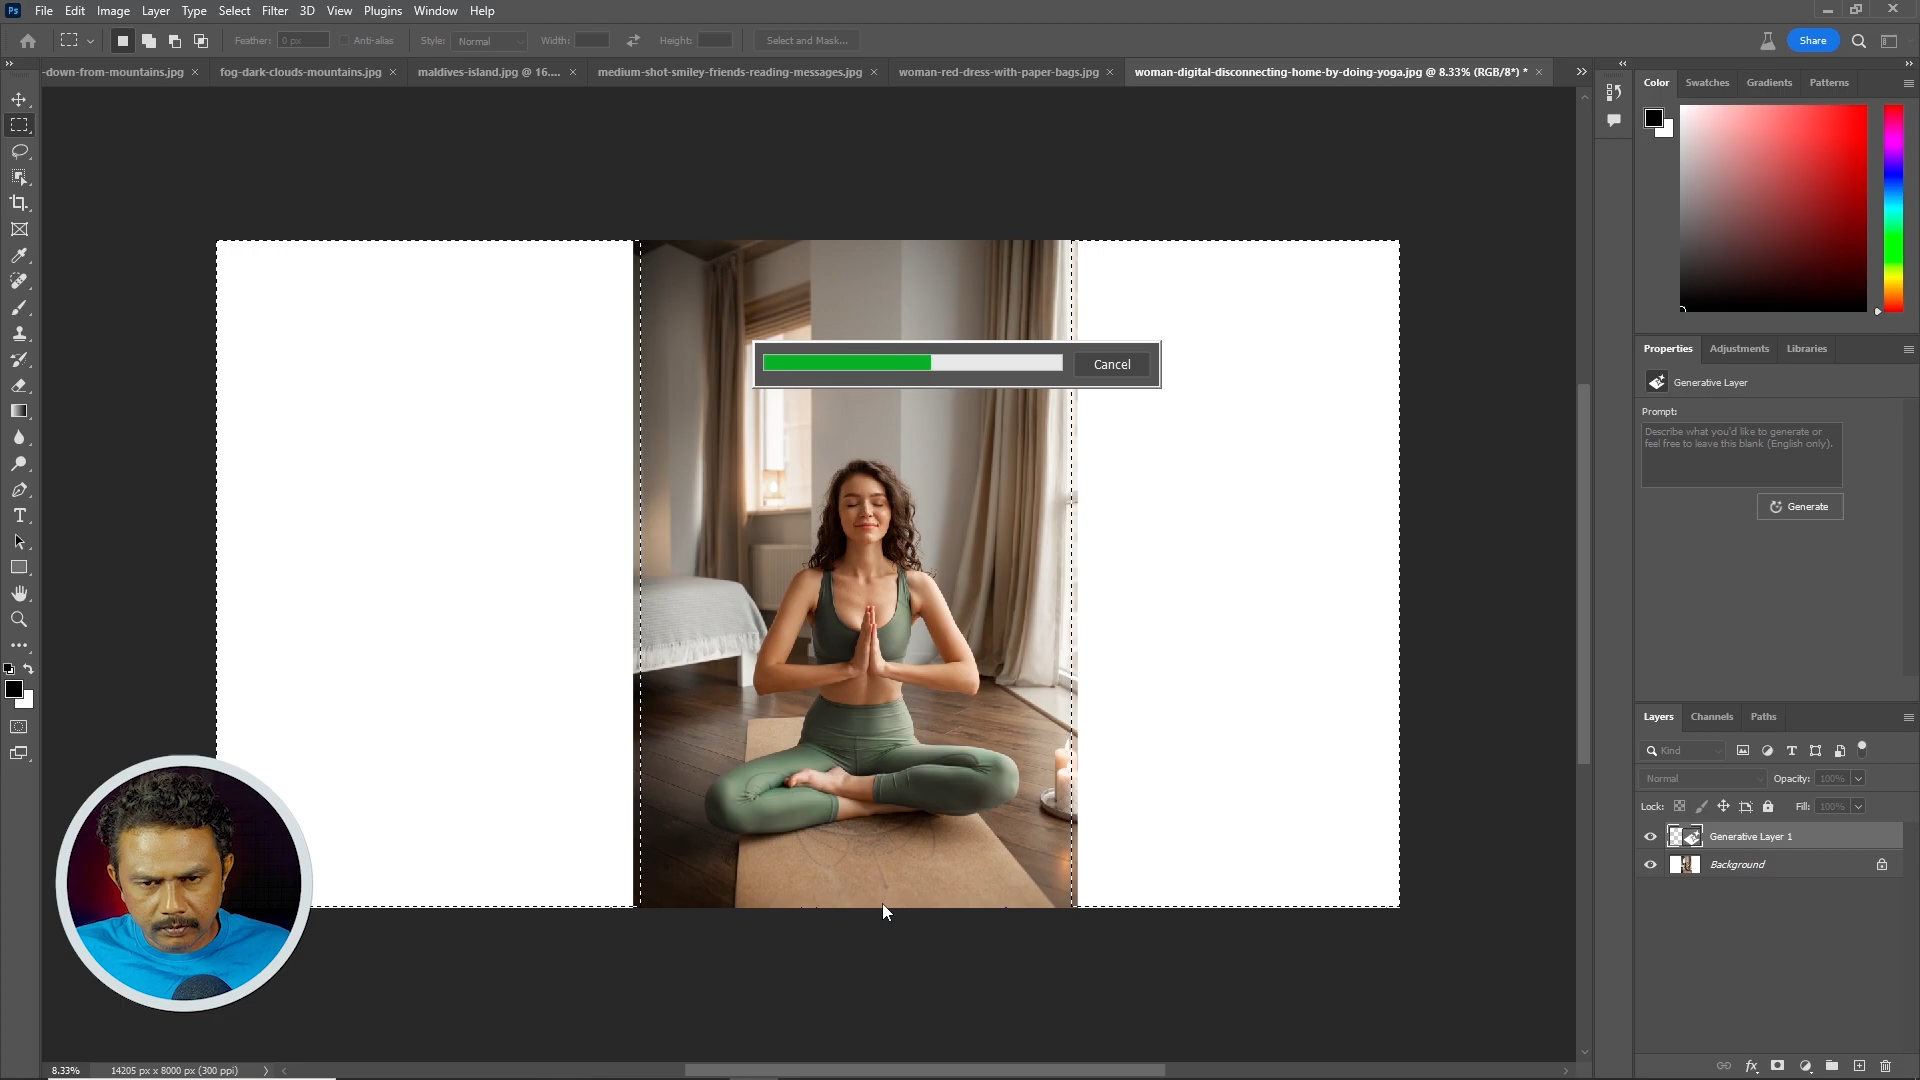 Ps File Edit Image Layer Type Select Filter 3D View Plugins Window Help
Feather: 0 px Anti-alias Style: Normal Width: Height: Select and Mask... Share
-down-from-mountains.jpg × fog-dark-clouds-mountains.jpg × maldives-island.jpg @ 16.... × medium-shot-smiley-friends-reading-messages.jpg × woman-red-dress-with-paper-bags.jpg × woman-digital-disconnecting-home-by-doing-yoga.jpg @ 8.33% (RGB/8*) * ×
Color Swatches Gradients Patterns
Cancel
Properties Adjustments Libraries
Generative Layer
Prompt:
Describe what you'd like to generate or
feel free to leave this blank (English only).
Generate
Layers Channels Paths
Kind
Normal Opacity: 100%
Lock: Fill: 100%
Generative Layer 1
Background
8.33% 14205 px x 8000 px (300 ppi)